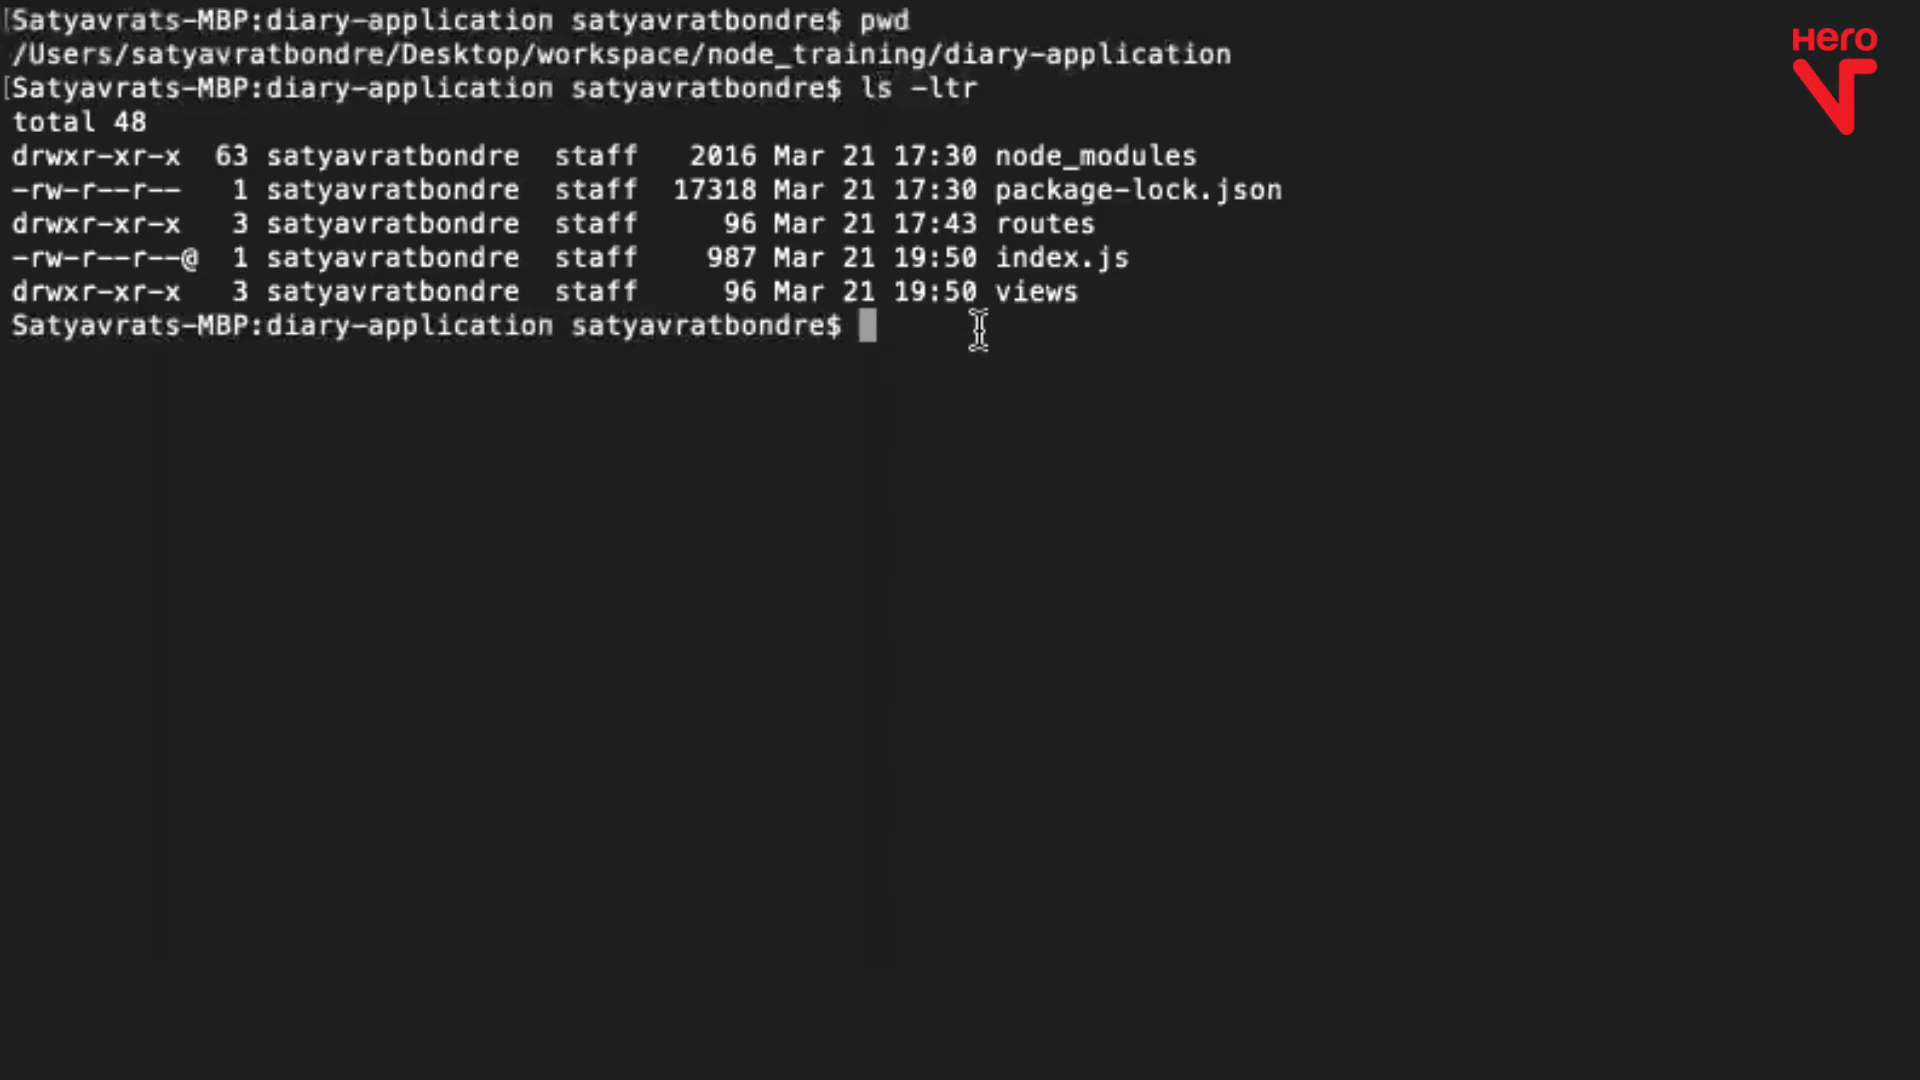 [Satyavrats-MBP:diary-application satyavratbondre$ pwd
/Users/satyavratbondre/Desktop/workspace/node_training/diary-application
[Satyavrats-MBP:diary-application satyavratbondre$ ls -ltr
total 48
drwxr-xr-x  63 satyavratbondre  staff   2016 Mar 21 17:30 node_modules
-rw-r--r--   1 satyavratbondre  staff  17318 Mar 21 17:30 package-lock.json
drwxr-xr-x   3 satyavratbondre  staff     96 Mar 21 17:43 routes
-rw-r--r--@  1 satyavratbondre  staff    987 Mar 21 19:50 index.js
drwxr-xr-x   3 satyavratbondre  staff     96 Mar 21 19:50 views
Satyavrats-MBP:diary-application satyavratbondre$
Hero